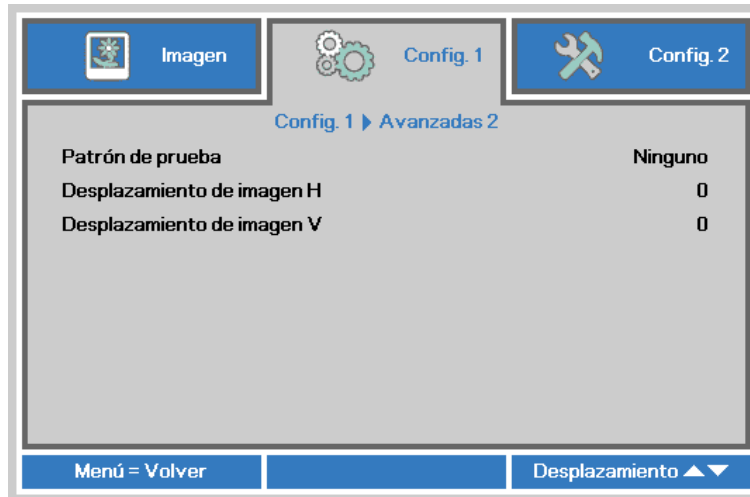 Imagen
Config. 1
Config. 2
Config. 1 ▶ Avanzadas 2
Patrón de prueba Ninguno
Desplazamiento de imagen H 0
Desplazamiento de imagen V 0
Menú = Volver
Desplazamiento ▲▼